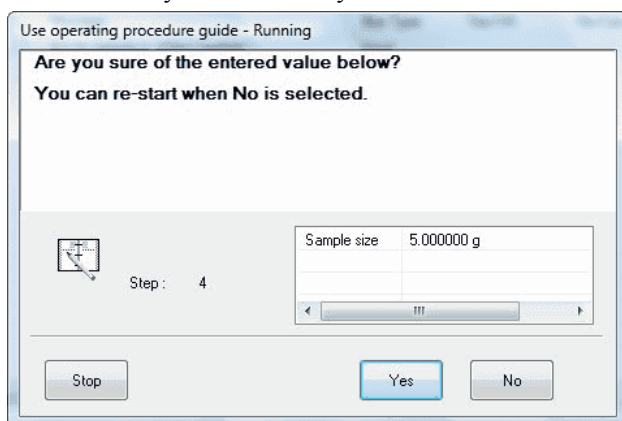 Use operating procedure guide - Running
Are you sure of the entered value below?
You can re-start when No is selected.
Sample size 5.000000 g
Step : 4
Stop Yes No